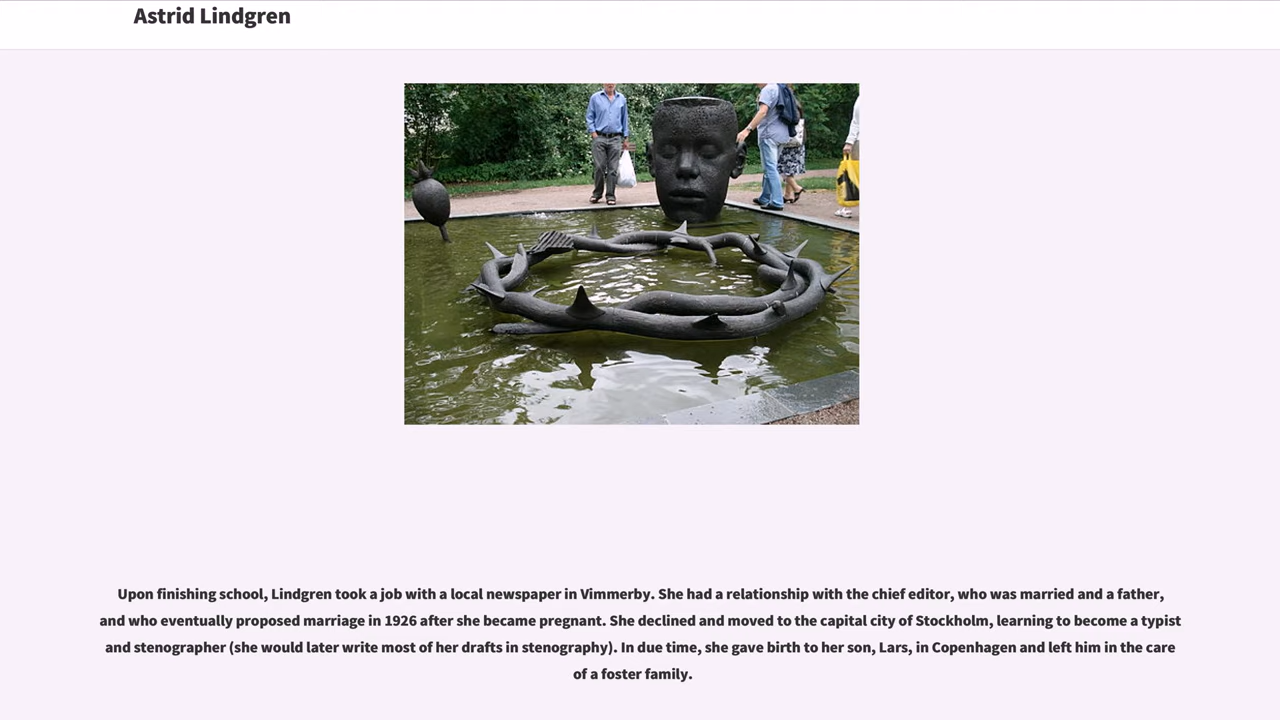 Astrid Lindgren
Upon finishing school, Lindgren took a job with a local newspaper in Vimmerby. She had a relationship with the chief editor, who was married and a father,
and who eventually proposed marriage in 1926 after she became pregnant. She declined and moved to the capital city of Stockholm, learning to become a typist
and stenographer (she would later write most of her drafts in stenography). In due time, she gave birth to her son, Lars, in Copenhagen and left him in the care
of a foster family.